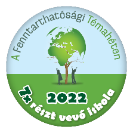 A Fenntarthatósági Témahéten
2022
részt vevő iskola